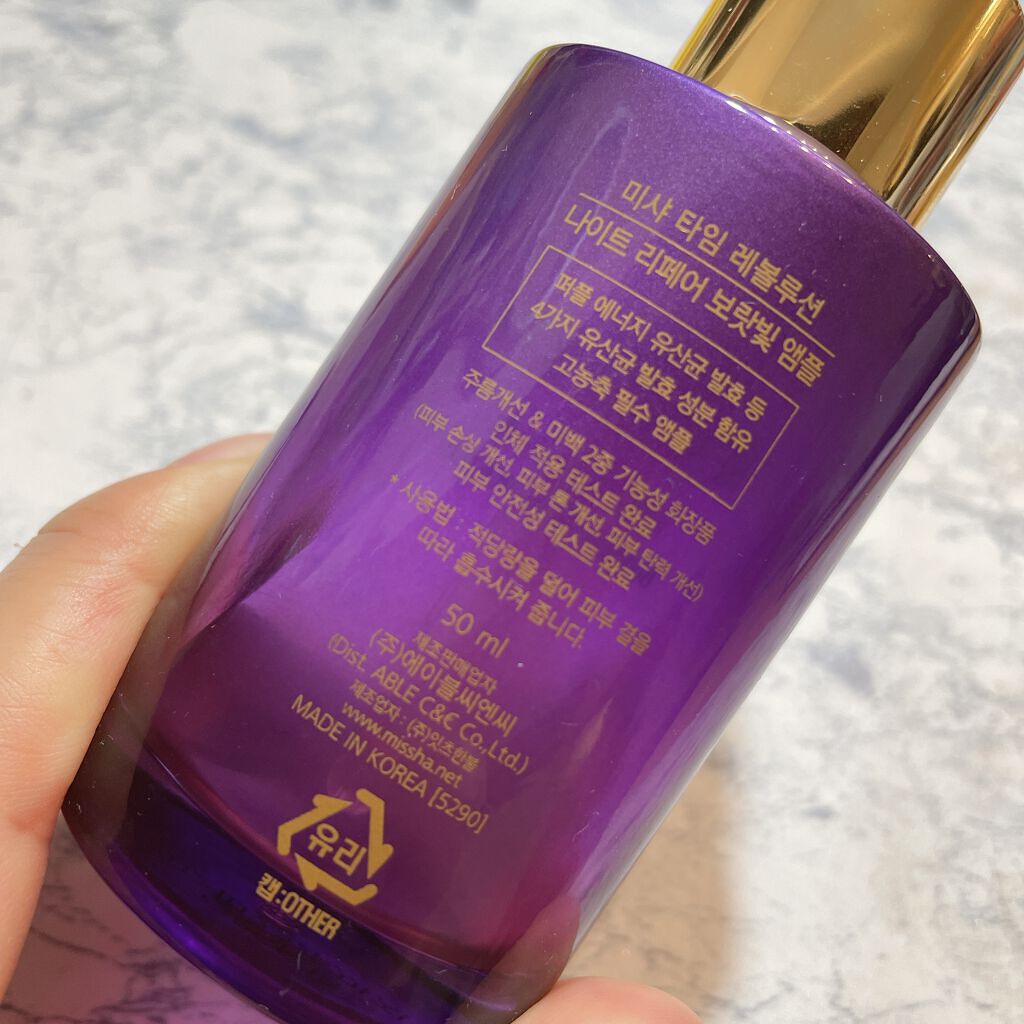 미샤 타임 레볼루션
나이트 리페어 보랏빛 앰플
퍼플 에너지 유산균 발효 등
4가지 유산균 발효 성분 함유
고농축 필수 앰플
주름개선 & 미백 2중 기능성 화장품
인체 적용 테스트 완료
(피부 손상 개선, 피부 톤 개선, 피부 탄력 개선)
피부 안전성 테스트 완료
* 사용법 : 적당량을 덜어 피부 결을
따라 흡수시켜 줍니다.
50 ml
제조판매업자
(주)에이블씨엔씨
(Dist. ABLE C&C Co.,Ltd.)
제조업자 : (주)잇츠한불
www.missha.net
MADE IN KOREA [5290]
유리
캡:OTHER